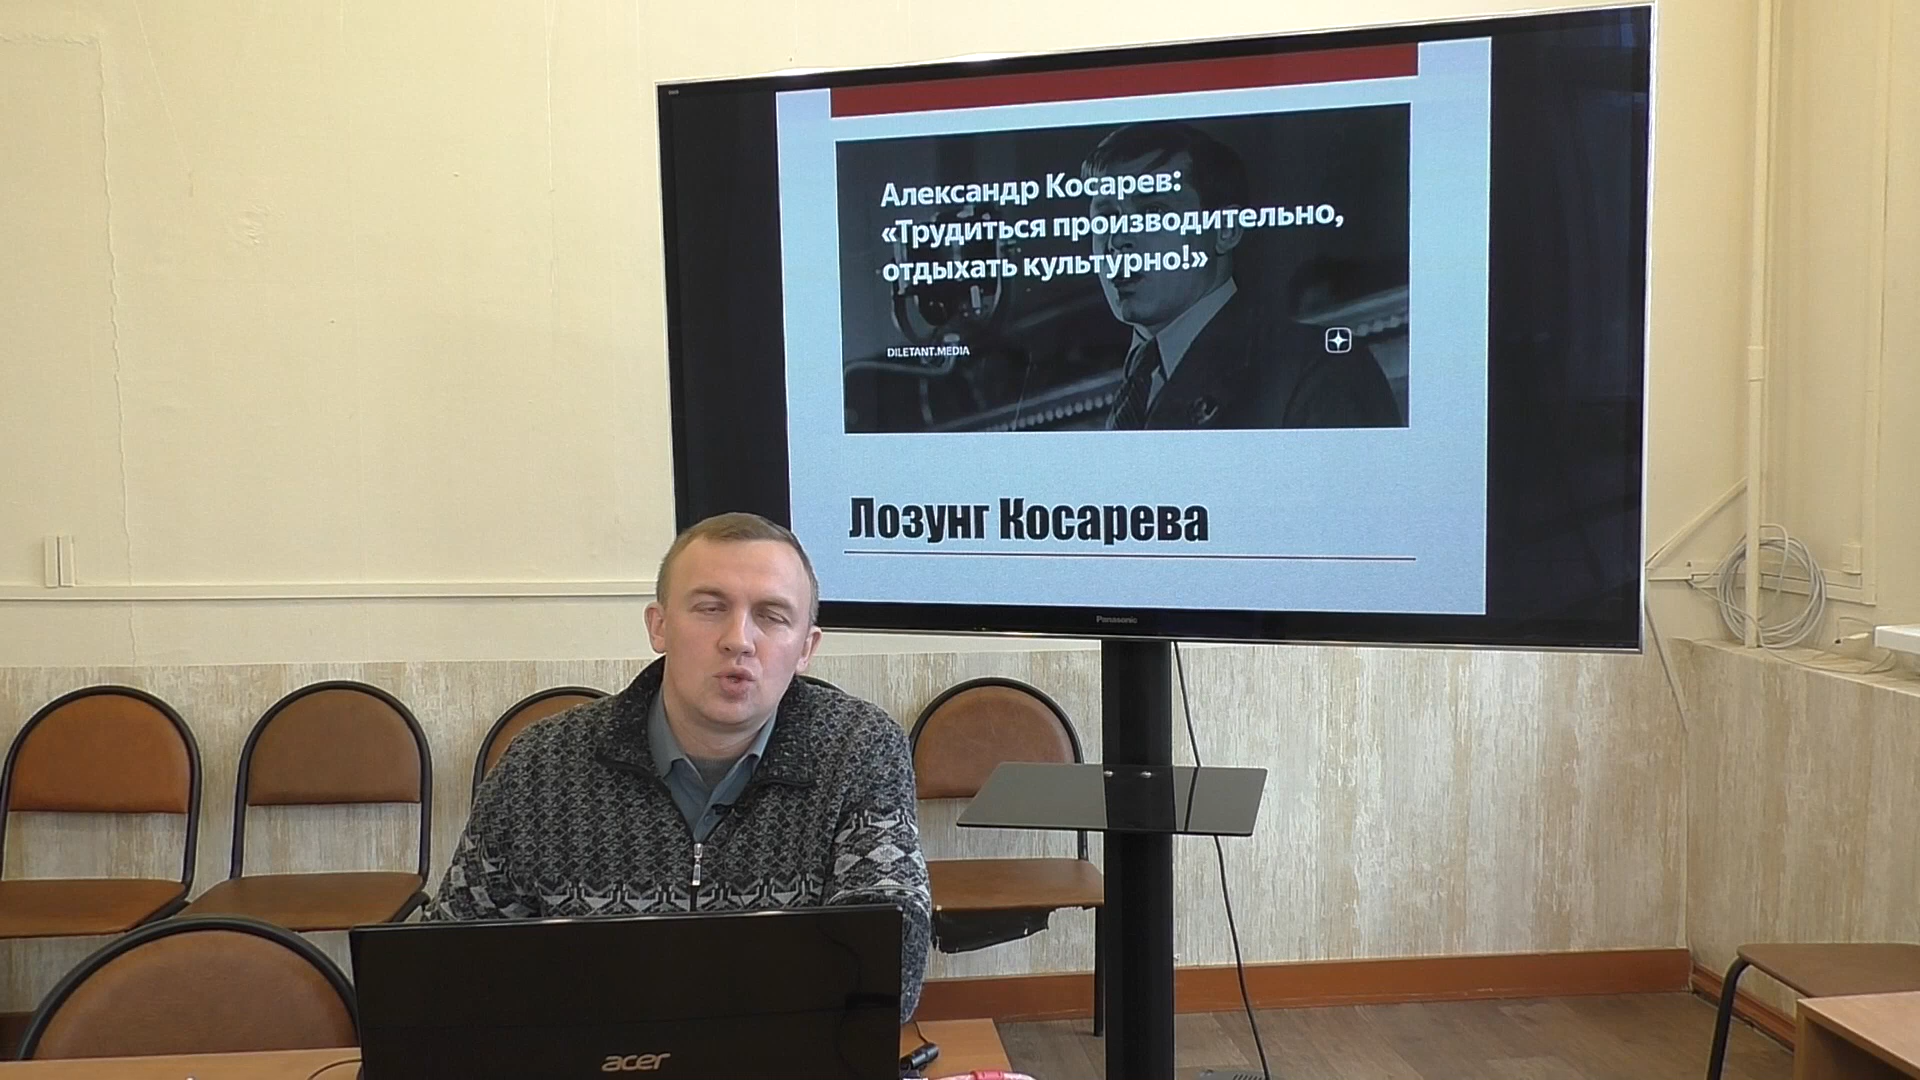 Александр Косарев:
«Трудиться производительно,
отдыхать культурно!»
DILETANT.MEDIA
Лозунг Косарева
Panasonic
acer